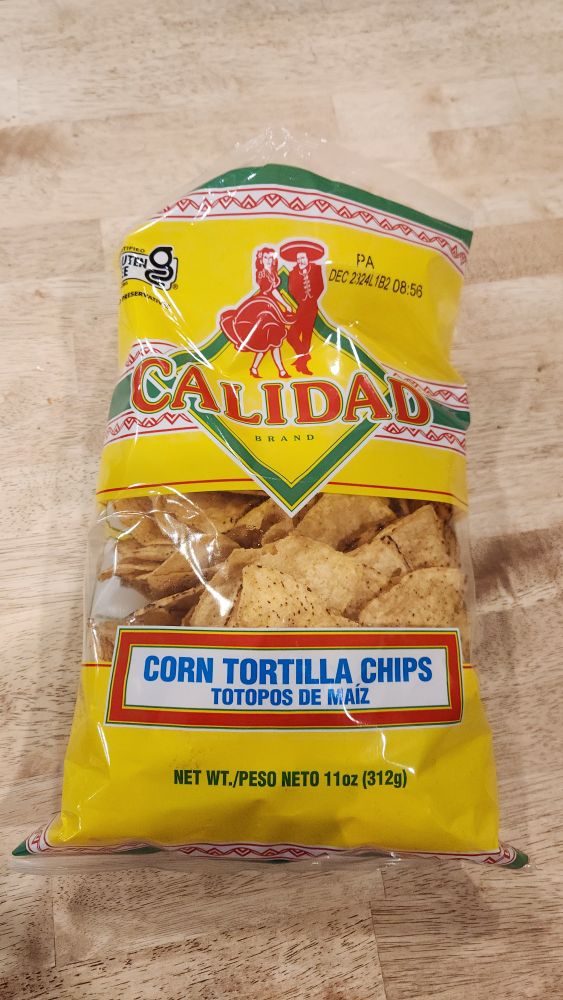 PA
DEC 2324L1B2 08:56
CALIDAD
BRAND
CORN TORTILLA CHIPS
TOTOPOS DE MAÍZ
NET WT./PESO NETO 11oz (312g)